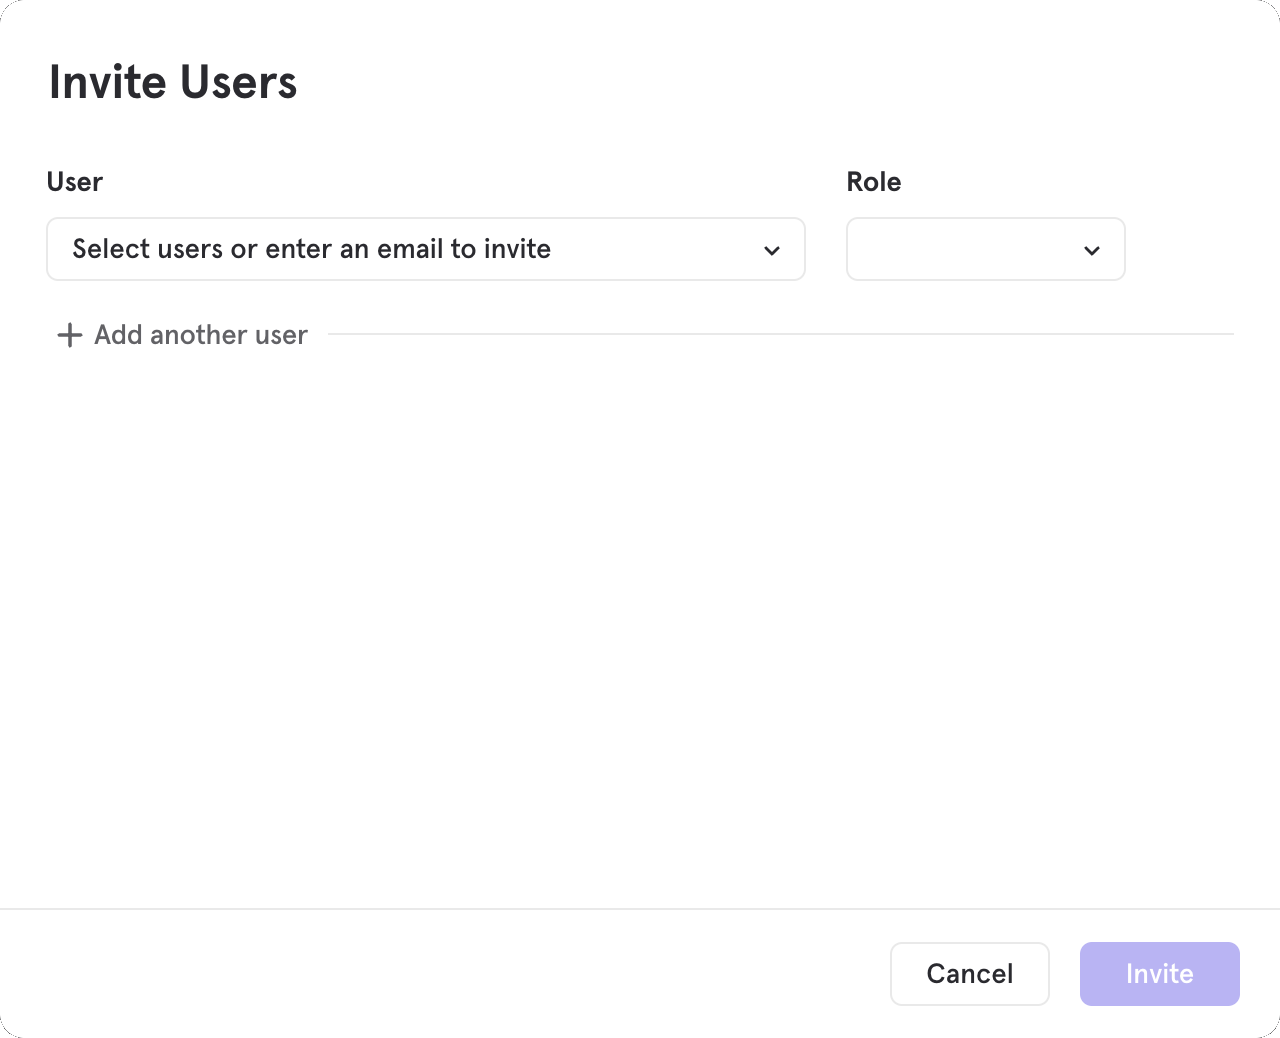 Invite Users
User
Role
Select users or enter an email to invite
Add another user
Cancel
Invite